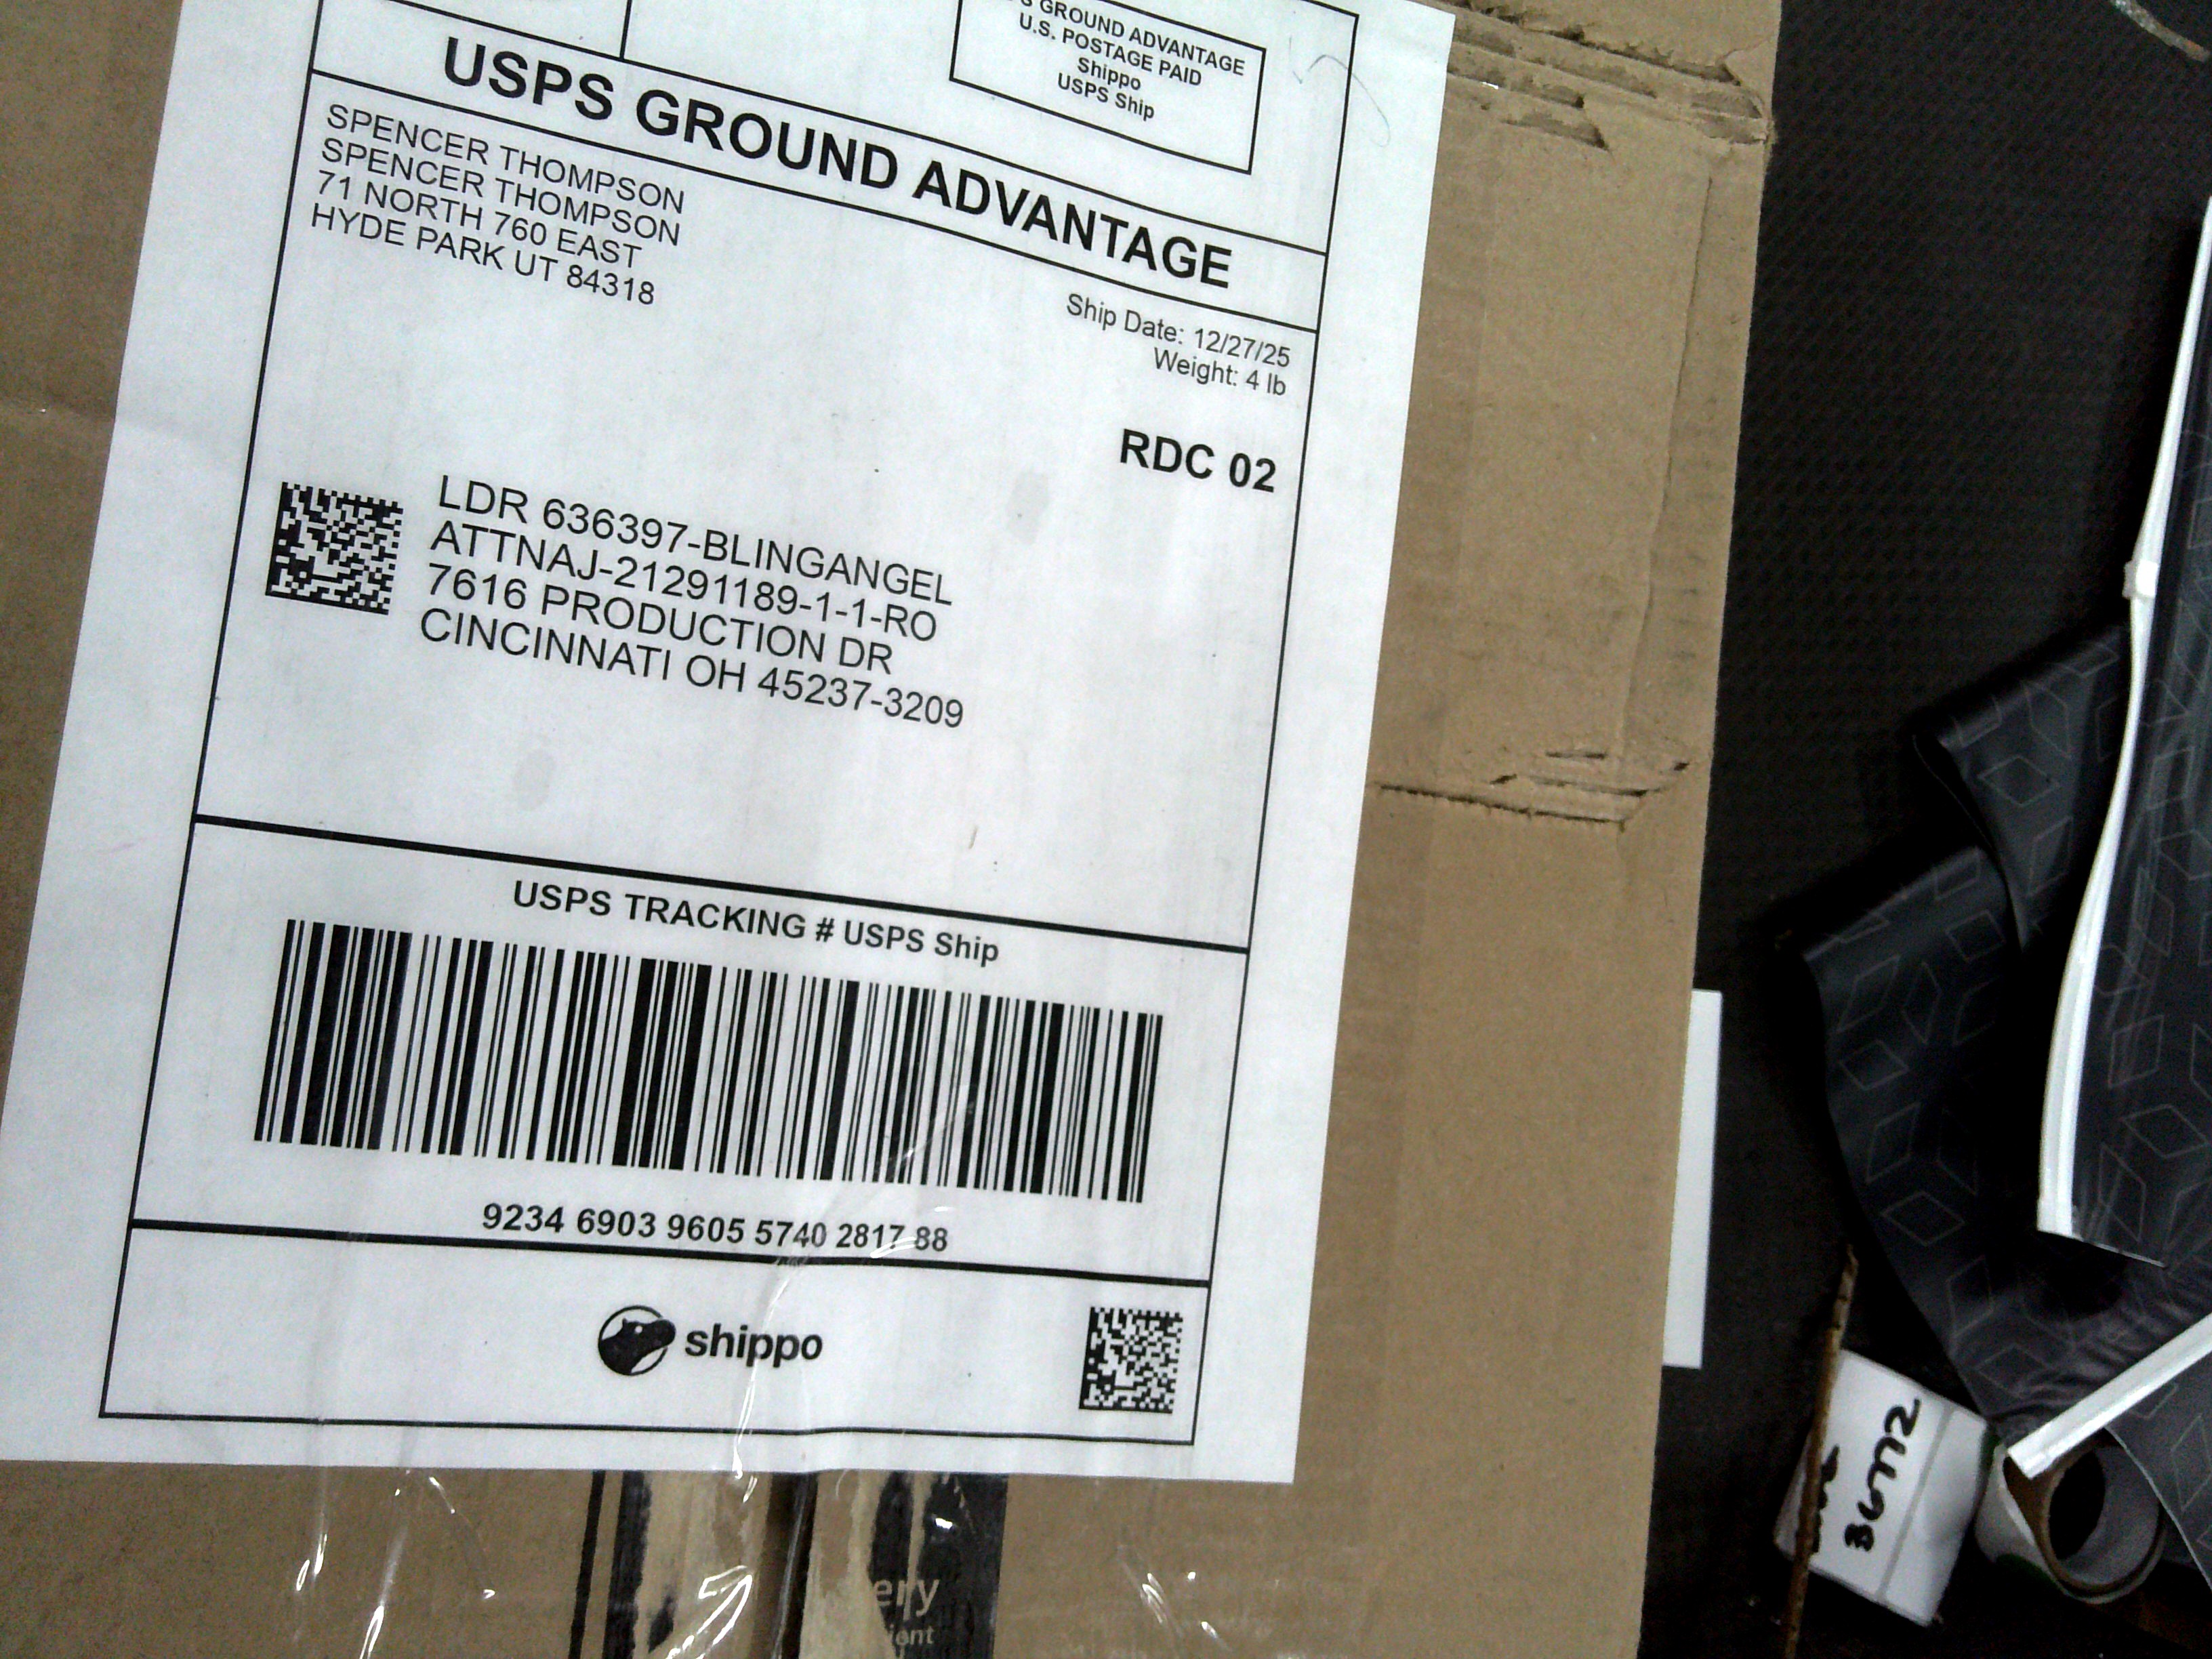 GROUND ADVANTAGE
U.S. POSTAGE PAID
Shippo
USPS Ship
USPS GROUND ADVANTAGE
SPENCER THOMPSON
SPENCER THOMPSON
71 NORTH 760 EAST
HYDE PARK UT 84318
Ship Date: 12/27/25
Weight: 4 lb
RDC 02
LDR 636397-BLINGANGEL
ATTNAJ-21291189-1-1-RO
7616 PRODUCTION DR
CINCINNATI OH 45237-3209
USPS TRACKING # USPS Ship
9234 6903 9605 5740 2817 88
shippo